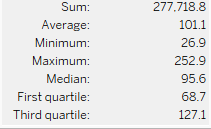 Sum: 277,718.8
Average: 101.1
Minimum: 26.9
Maximum: 252.9
Median: 95.6
First quartile: 68.7
Third quartile: 127.1